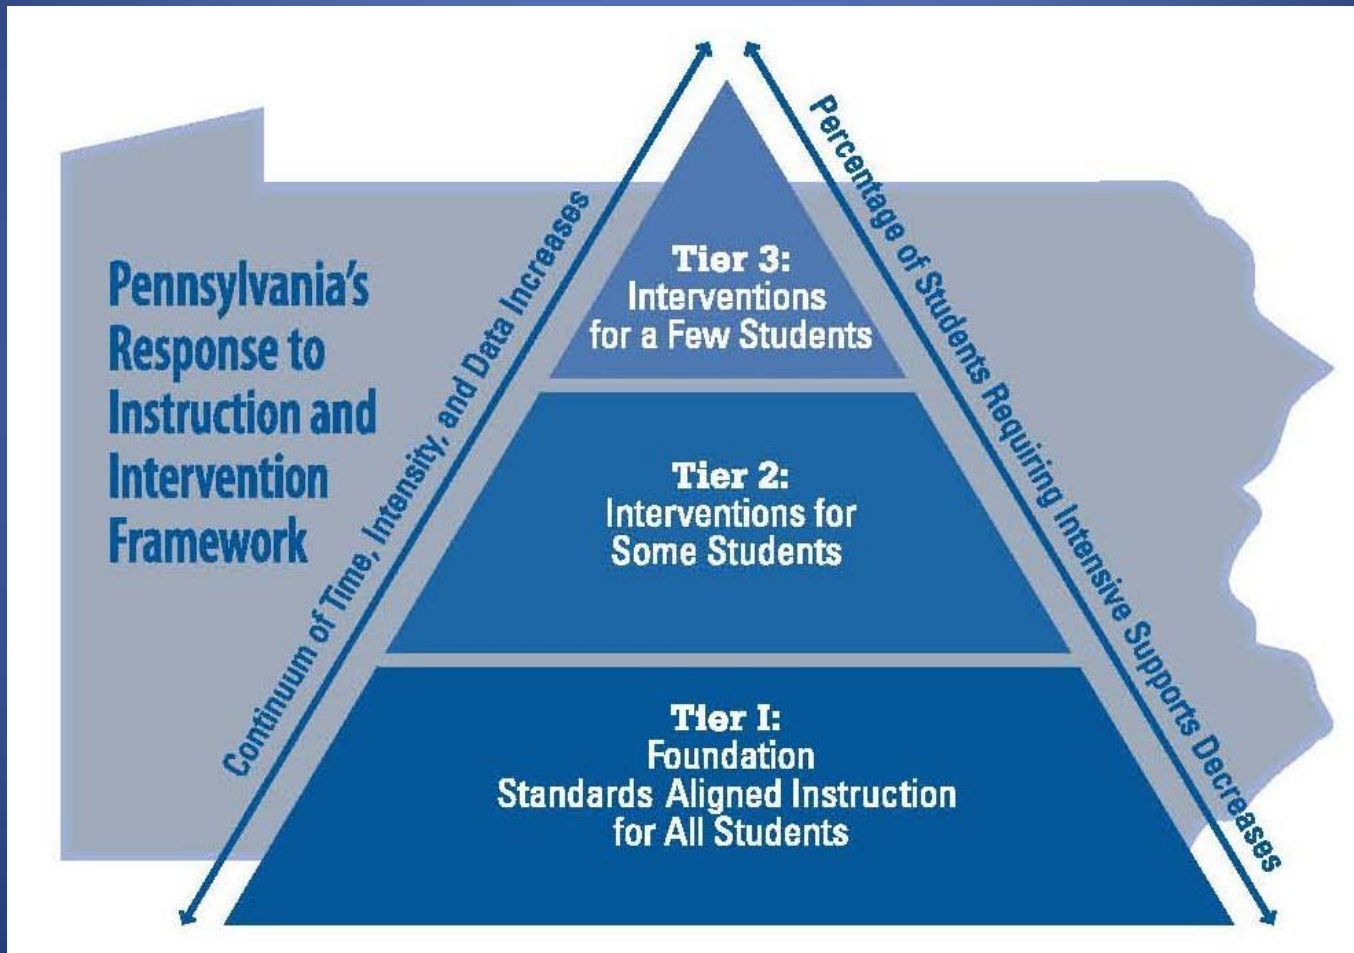 Pennsylvania's
Response to
Instruction and
Intervention
Framework
Continuum of Time, Intensity, and Data Increases
Percentage of Students Requiring Intensive Supports Decreases
Tier 3:
Interventions
for a Few Students
Tier 2:
Interventions for
Some Students
Tier I:
Foundation
Standards Aligned Instruction
for All Students